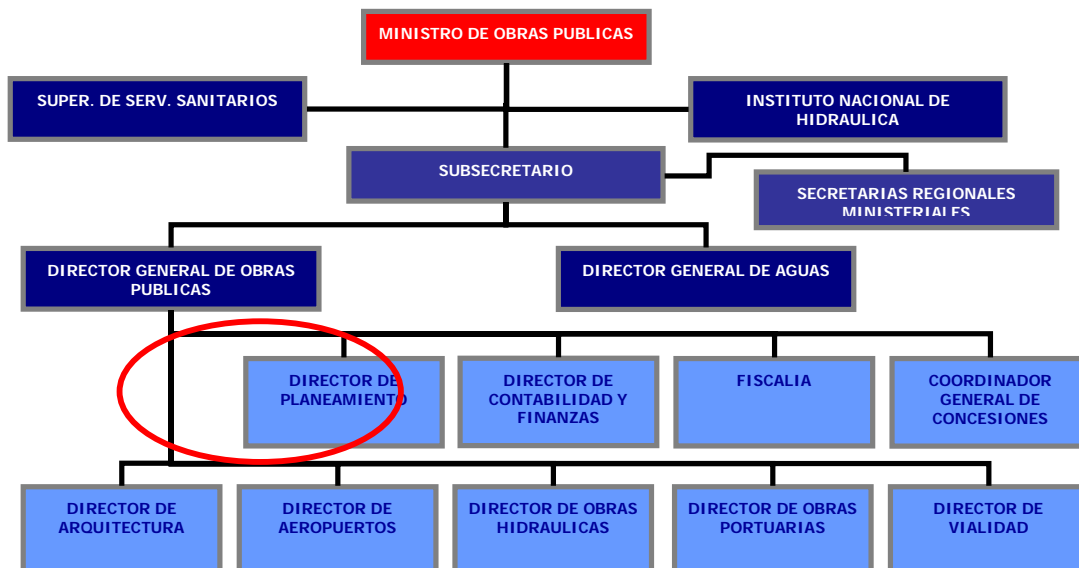 MINISTRO DE OBRAS PUBLICAS
SUPER. DE SERV. SANITARIOS
INSTITUTO NACIONAL DE
HIDRAULICA
SUBSECRETARIO
SECRETARIAS REGIONALES
MINISTERIALES
DIRECTOR GENERAL DE OBRAS
PUBLICAS
DIRECTOR GENERAL DE AGUAS
DIRECTOR DE
PLANEAMIENTO
DIRECTOR DE
CONTABILIDAD Y
FINANZAS
FISCALIA
COORDINADOR
GENERAL DE
CONCESIONES
DIRECTOR DE
ARQUITECTURA
DIRECTOR DE
AEROPUERTOS
DIRECTOR DE OBRAS
HIDRAULICAS
DIRECTOR DE OBRAS
PORTUARIAS
DIRECTOR DE
VIALIDAD